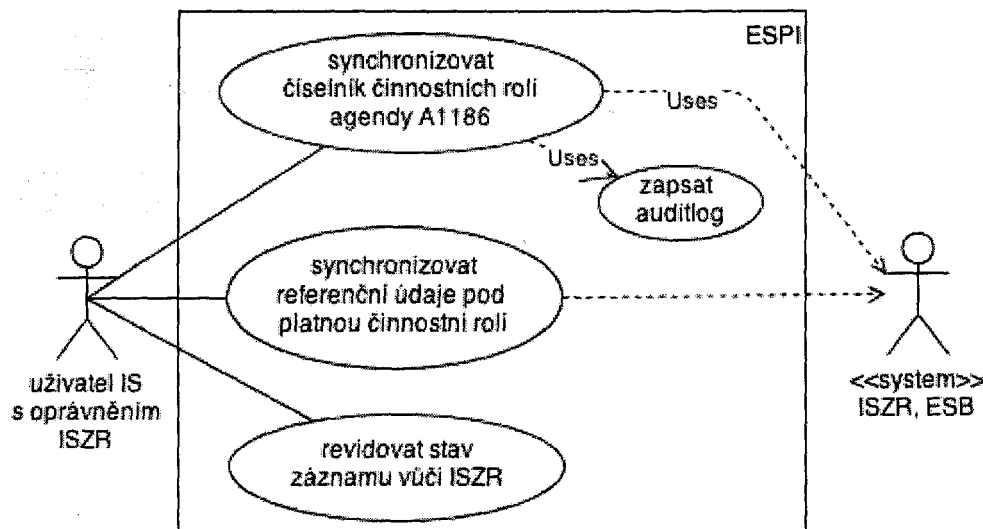 ESPI
synchronizovat
číselník činnostních rolí
agendy A1186
Uses
Uses
zapsat
auditlog
synchronizovat
referenční údaje pod
platnou činnostní rolí
uživatel IS
s oprávněním
ISZR
<<system>>
ISZR, ESB
revidovat stav
záznamu vůči ISZR